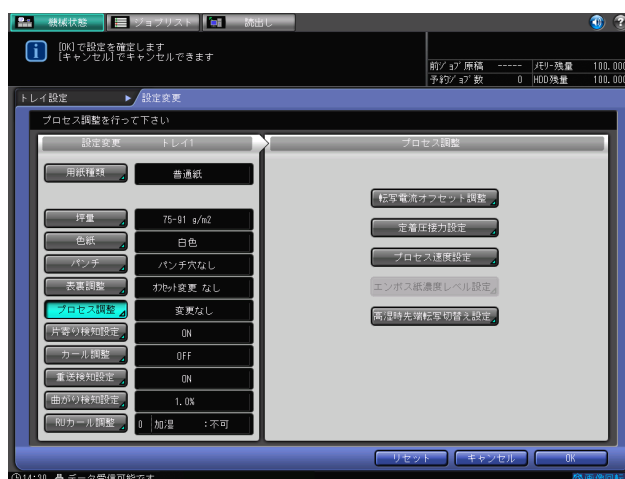 機械状態 ジョブリスト 読出し
[OK]で設定を確定します
[キャンセル]でキャンセルできます
前ｼﾞｮﾌﾞ原稿 ----- ﾒﾓﾘｰ残量 100.000
予約ｼﾞｮﾌﾞ数 0 HDD残量 100.000
トレイ設定 設定変更
プロセス調整を行って下さい
設定変更 トレイ1
プロセス調整
用紙種類 普通紙
坪量 75-91 g/m2
色紙 白色
パンチ パンチ穴なし
表裏調整 ｵﾌｾｯﾄ変更 なし
プロセス調整 変更なし
片寄り検知設定 ON
カール調整 OFF
重送検知設定 ON
曲がり検知設定 1.0%
RUカール調整 0 加湿 :不可
転写電流オフセット調整
定着圧接力設定
プロセス速度設定
エンボス紙濃度レベル設定
高湿時先端転写切替え設定
リセット キャンセル OK
14:30 データ受信可能です 画像回転